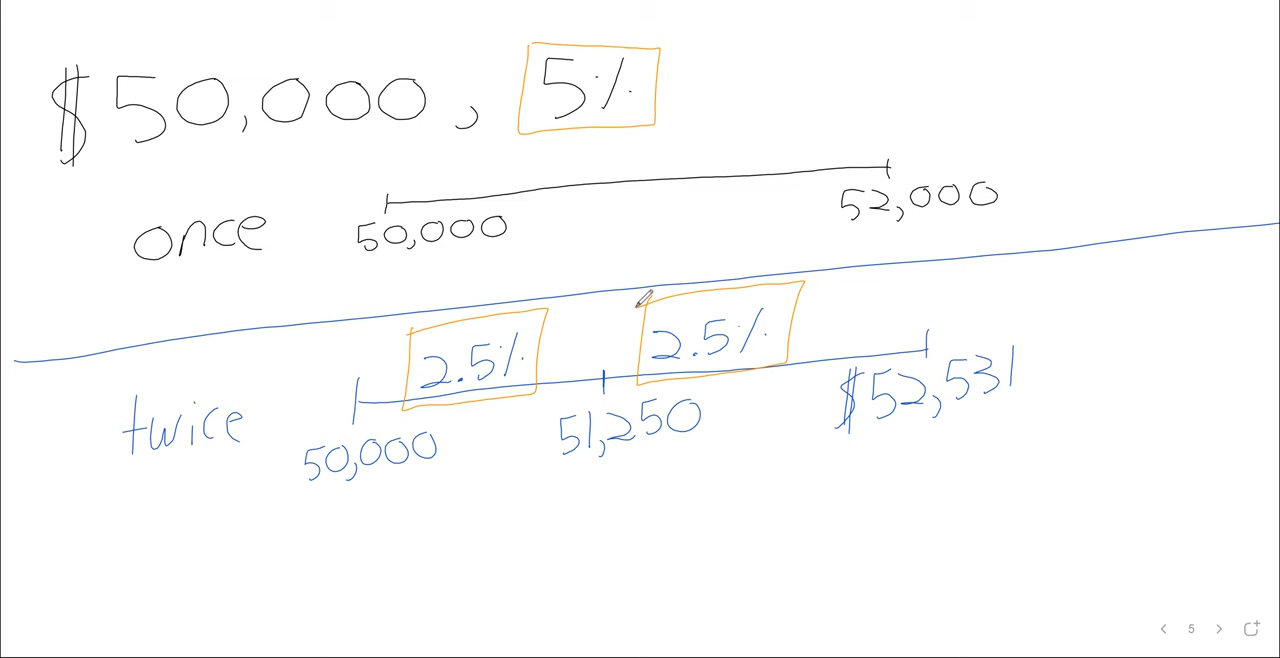 $50,000, 5%
once 50,000 52,000
2.5% 2.5%
twice 50,000 51,250 $52,531
5